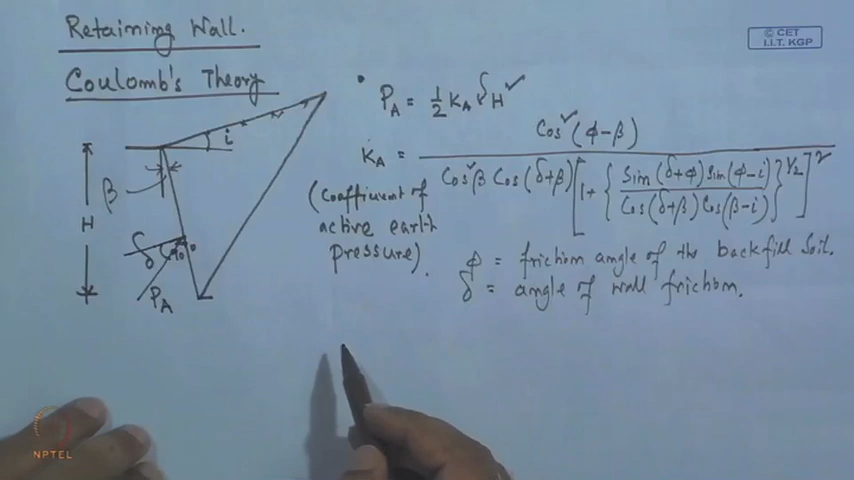 Retaining Wall.
© CET
I.I.T. KGP
Coulomb's Theory
P_A = 1/2 K_A γ H²
K_A = Cos²(φ-β) / Cos²β Cos(δ+β) [1+ {Sin(δ+φ) Sin(φ-i) / Cos(δ+β) Cos(β-i)}^1/2]²
(Coefficient of
active earth
pressure).
φ = friction angle of the backfill Soil.
δ = angle of wall friction.
i
β
H
δ
90°
P_A
NPTEL